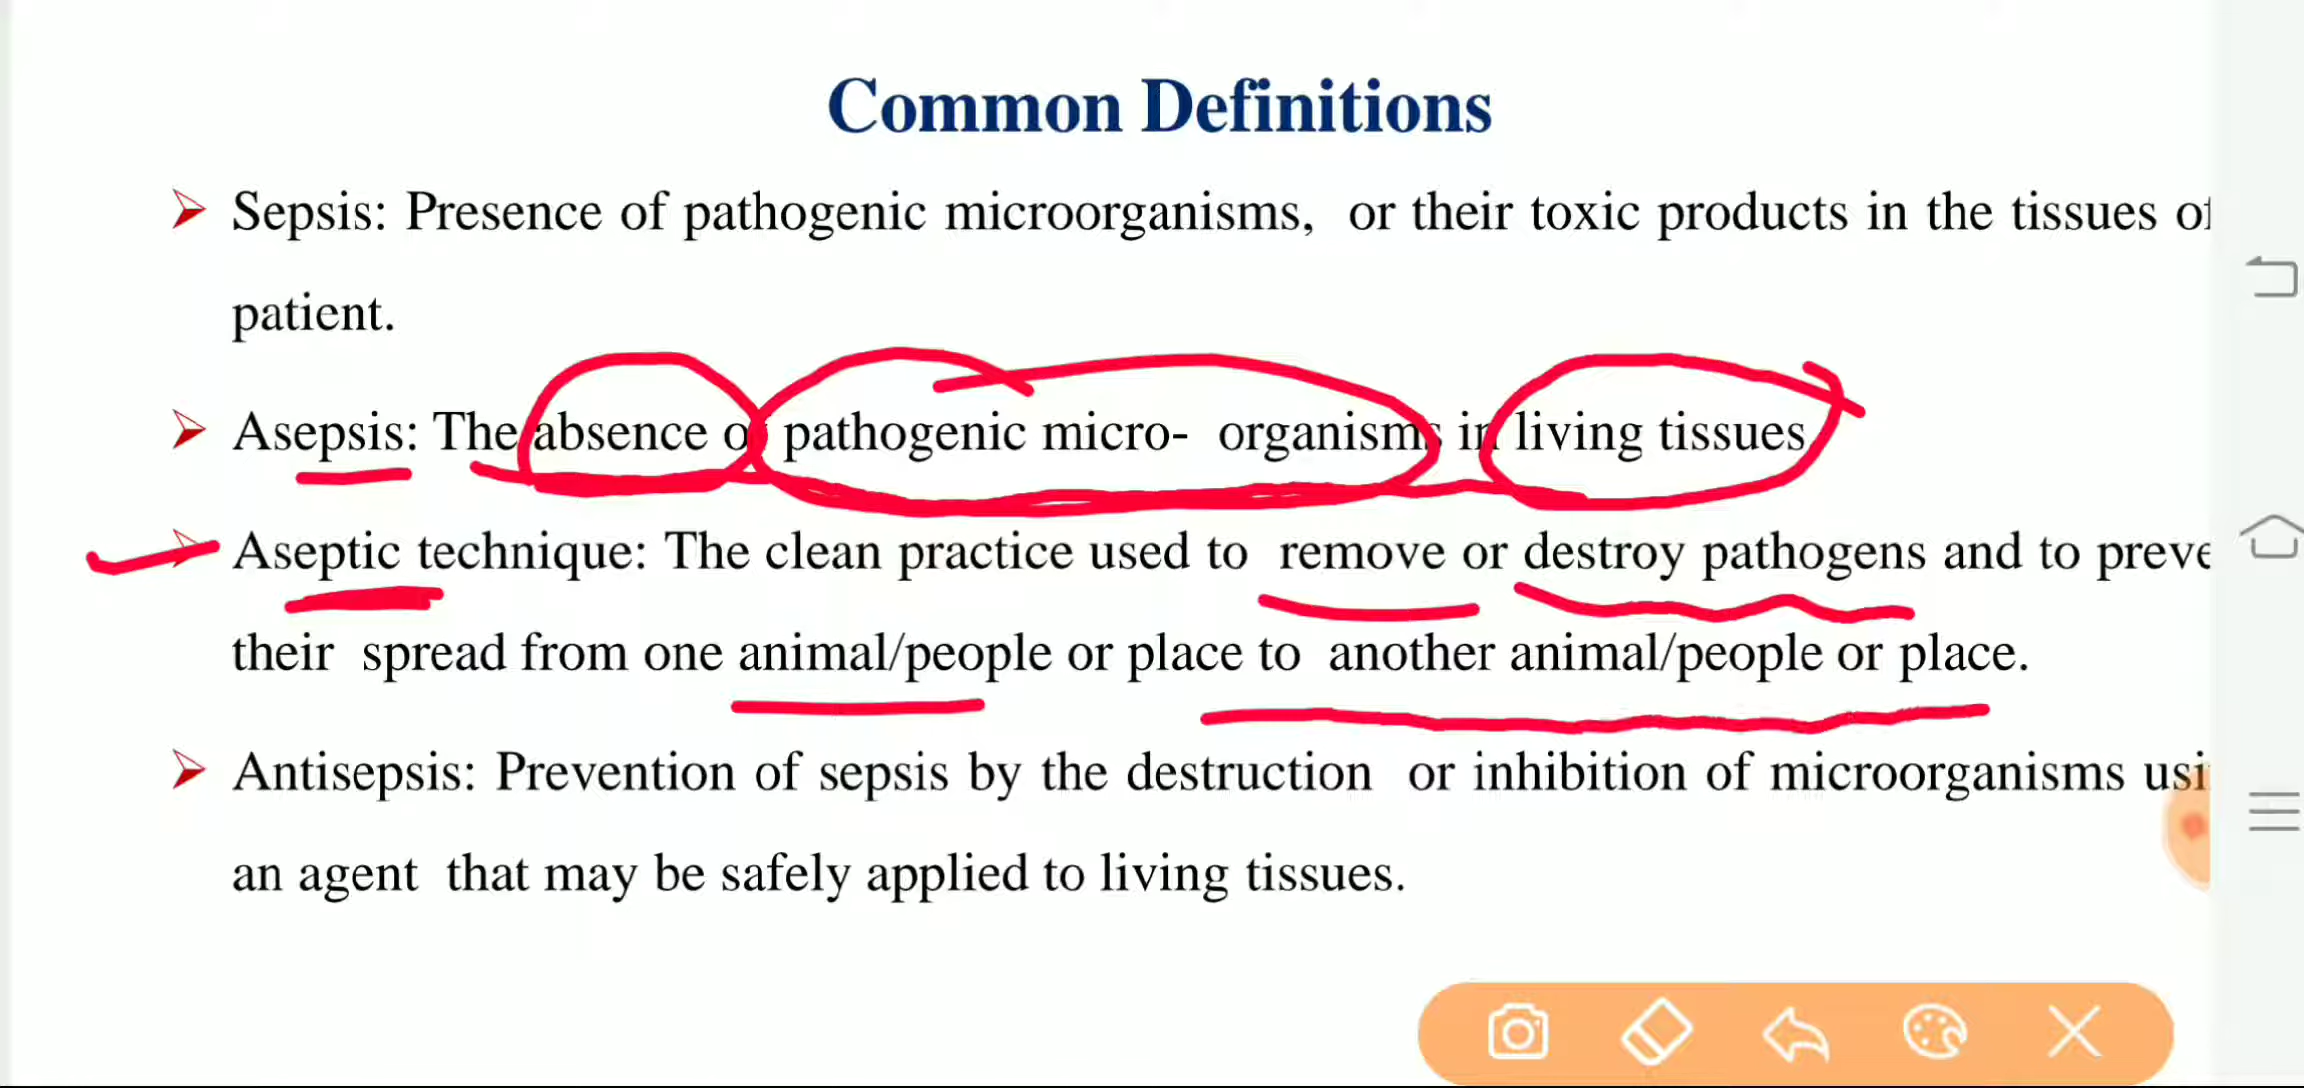 Common Definitions
Sepsis: Presence of pathogenic microorganisms, or their toxic products in the tissues of
patient.
Asepsis: The absence of pathogenic micro- organisms in living tissues
Aseptic technique: The clean practice used to remove or destroy pathogens and to preve
their spread from one animal/people or place to another animal/people or place.
Antisepsis: Prevention of sepsis by the destruction or inhibition of microorganisms usi
an agent that may be safely applied to living tissues.